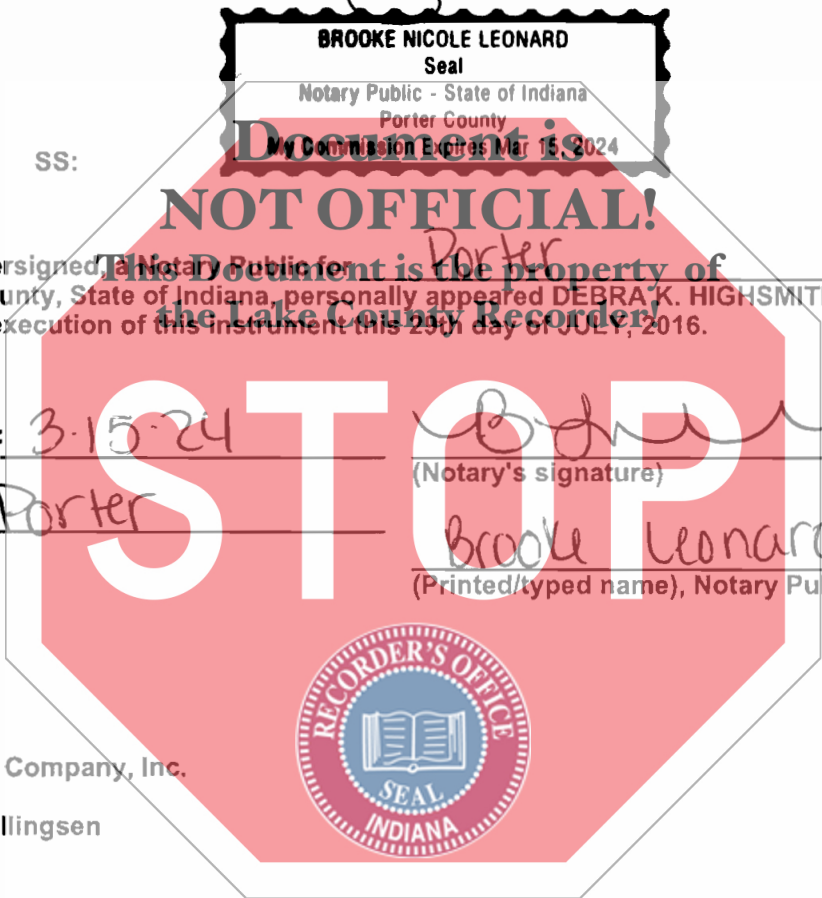 BROOKE NICOLE LEONARD
Seal
Notary Public - State of Indiana
Porter County
My Commission Expires Mar 15, 2024
Document is
SS:
NOT OFFICIAL!
rsigned, a Notary Public for Porter
This Document is the property of
unty, State of Indiana, personally appeared DEBRA K. HIGHSMIT
the Lake County Recorder!
xecution of this instrument this 29th day of JULY, 2016.
3-15-24
(Notary's signature)
Porter
Brooke Leonard
(Printed/typed name), Notary Pu
STOP
RECORDER'S OFFICE
SEAL
INDIANA
Company, Inc.
llingsen